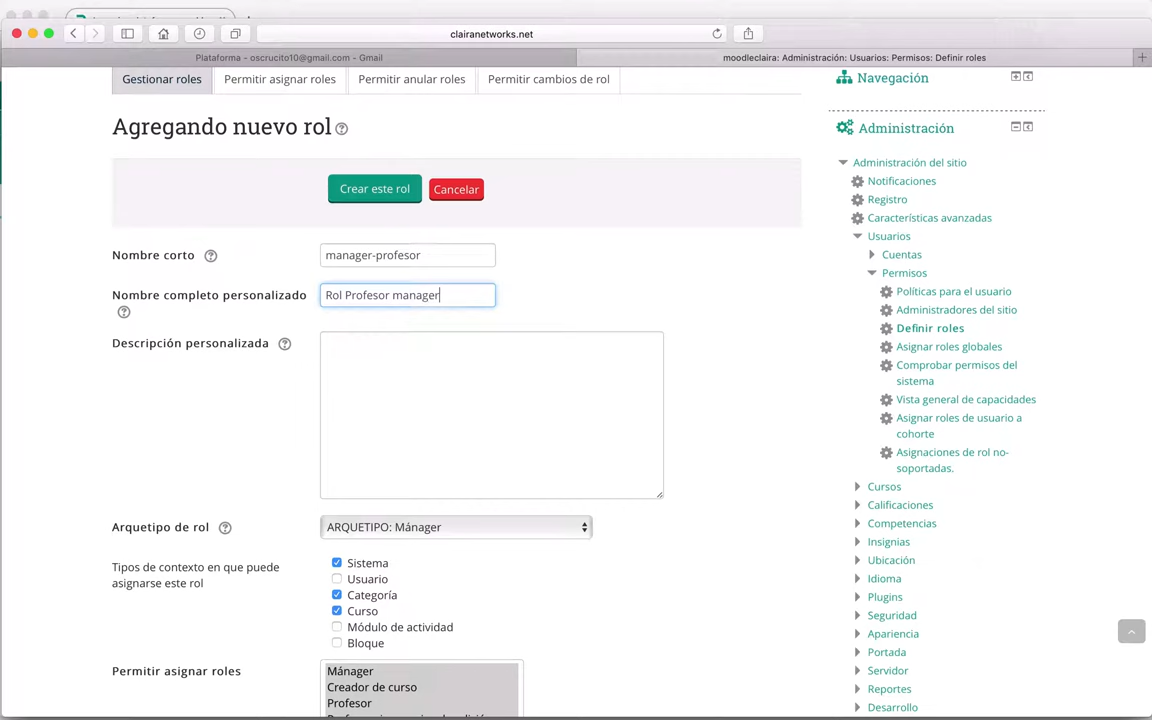 clairanetworks.net
Plataforma – oscrucito10@gmail.com – Gmail
moodleclaira: Administración: Usuarios: Permisos: Definir roles
Gestionar roles
Permitir asignar roles
Permitir anular roles
Permitir cambios de rol
Agregando nuevo rol
Crear este rol
Cancelar
Nombre corto
manager-profesor
Nombre completo personalizado
Rol Profesor manager
Descripción personalizada
Arquetipo de rol
ARQUETIPO: Mánager
Tipos de contexto en que puede
asignarse este rol
Sistema
Usuario
Categoría
Curso
Módulo de actividad
Bloque
Permitir asignar roles
Mánager
Creador de curso
Profesor
Navegación
Administración
Administración del sitio
Notificaciones
Registro
Características avanzadas
Usuarios
Cuentas
Permisos
Políticas para el usuario
Administradores del sitio
Definir roles
Asignar roles globales
Comprobar permisos del
sistema
Vista general de capacidades
Asignar roles de usuario a
cohorte
Asignaciones de rol no-
soportadas.
Cursos
Calificaciones
Competencias
Insignias
Ubicación
Idioma
Plugins
Seguridad
Apariencia
Portada
Servidor
Reportes
Desarrollo